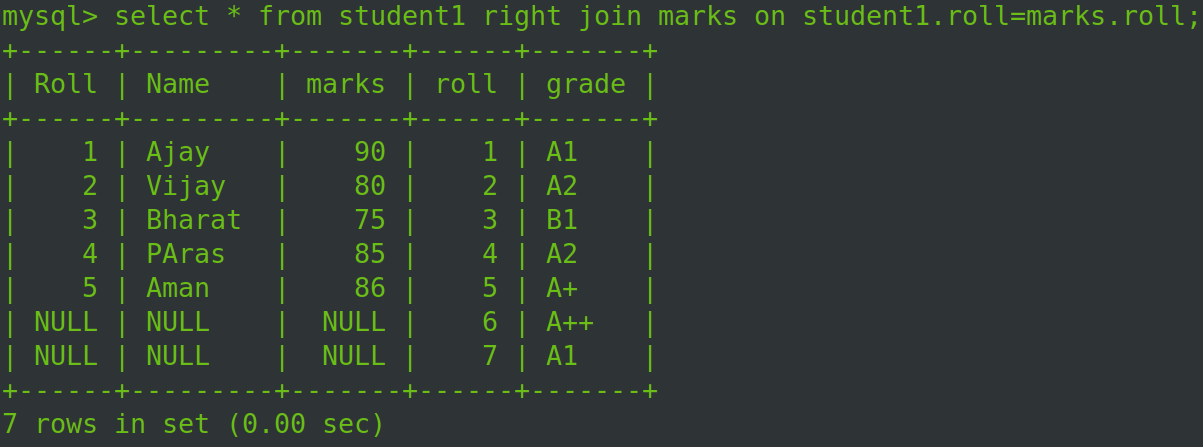 mysql> select * from student1 right join marks on student1.roll=marks.roll;
+------+---------+-------+------+-------+
| Roll | Name    | marks | roll | grade |
+------+---------+-------+------+-------+
|    1 | Ajay    |    90 |    1 | A1    |
|    2 | Vijay   |    80 |    2 | A2    |
|    3 | Bharat  |    75 |    3 | B1    |
|    4 | PAras   |    85 |    4 | A2    |
|    5 | Aman    |    86 |    5 | A+    |
| NULL | NULL    |  NULL |    6 | A++   |
| NULL | NULL    |  NULL |    7 | A1    |
+------+---------+-------+------+-------+
7 rows in set (0.00 sec)